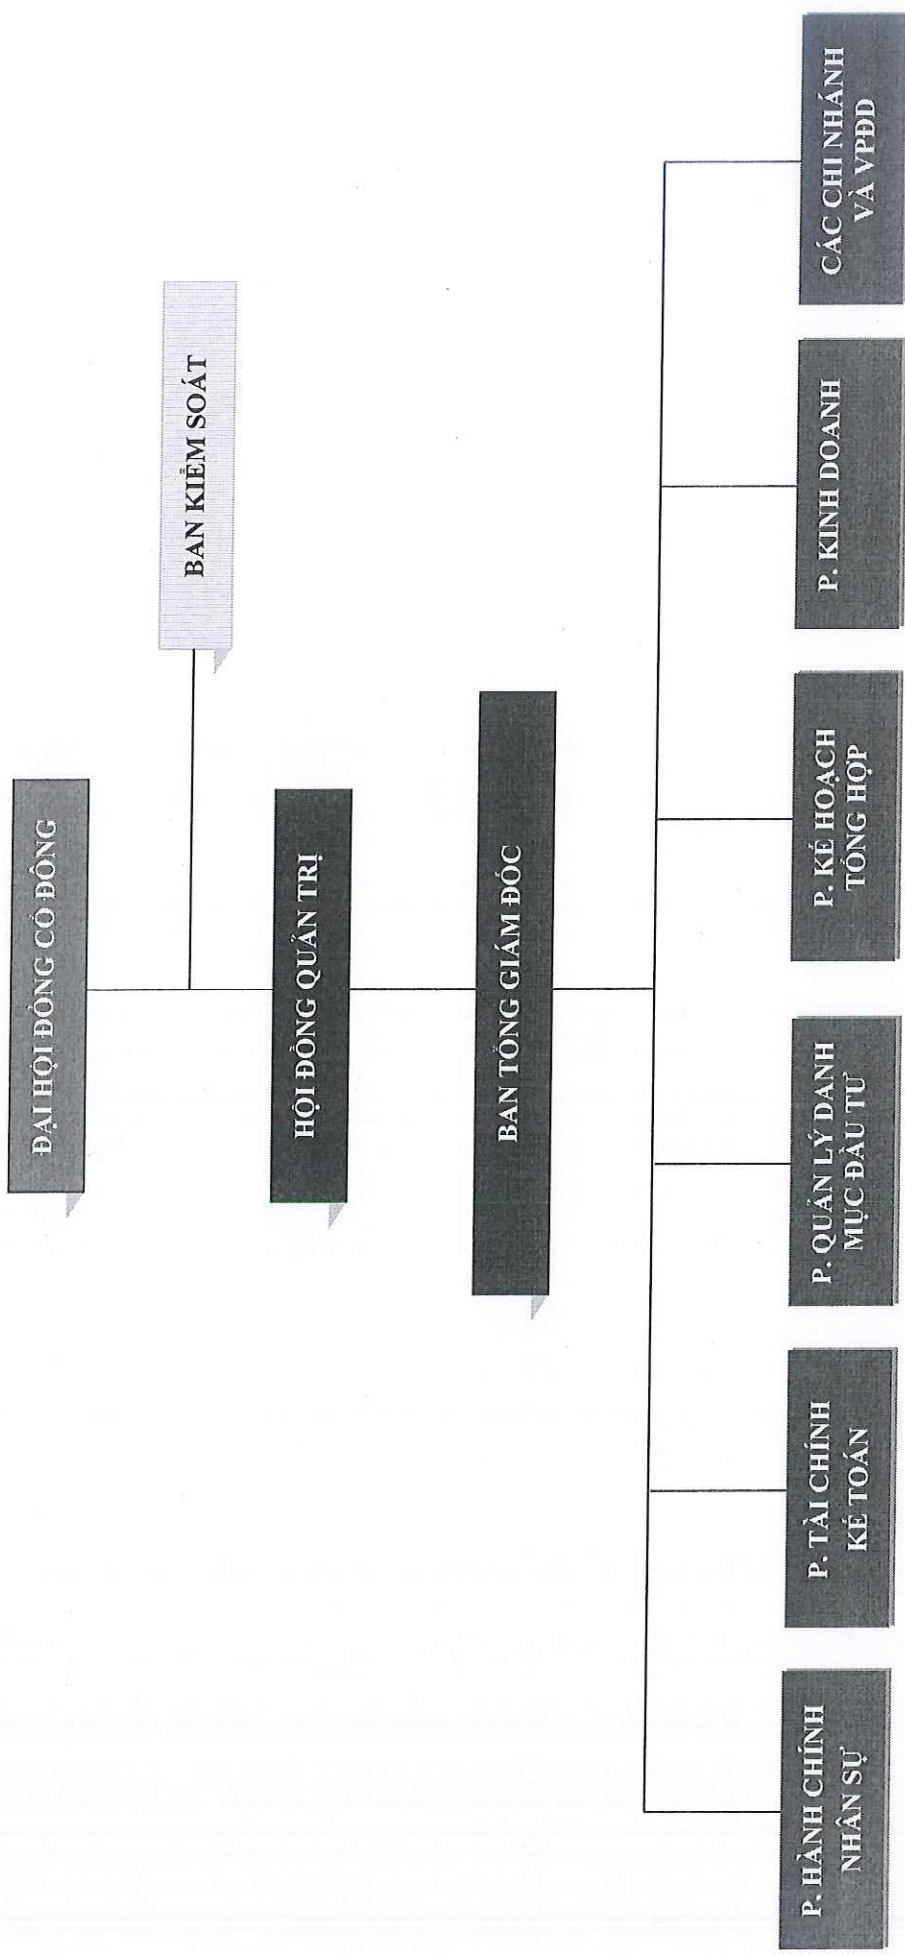 ĐẠI HỘI ĐỒNG CỔ ĐÔNG
BAN KIỂM SOÁT
HỘI ĐỒNG QUẢN TRỊ
BAN TỔNG GIÁM ĐỐC
P. HÀNH CHÍNH
NHÂN SỰ
P. TÀI CHÍNH
KẾ TOÁN
P. QUẢN LÝ DANH
MỤC ĐẦU TƯ
P. KẾ HOẠCH
TỔNG HỢP
P. KINH DOANH
CÁC CHI NHÁNH
VÀ VPĐD